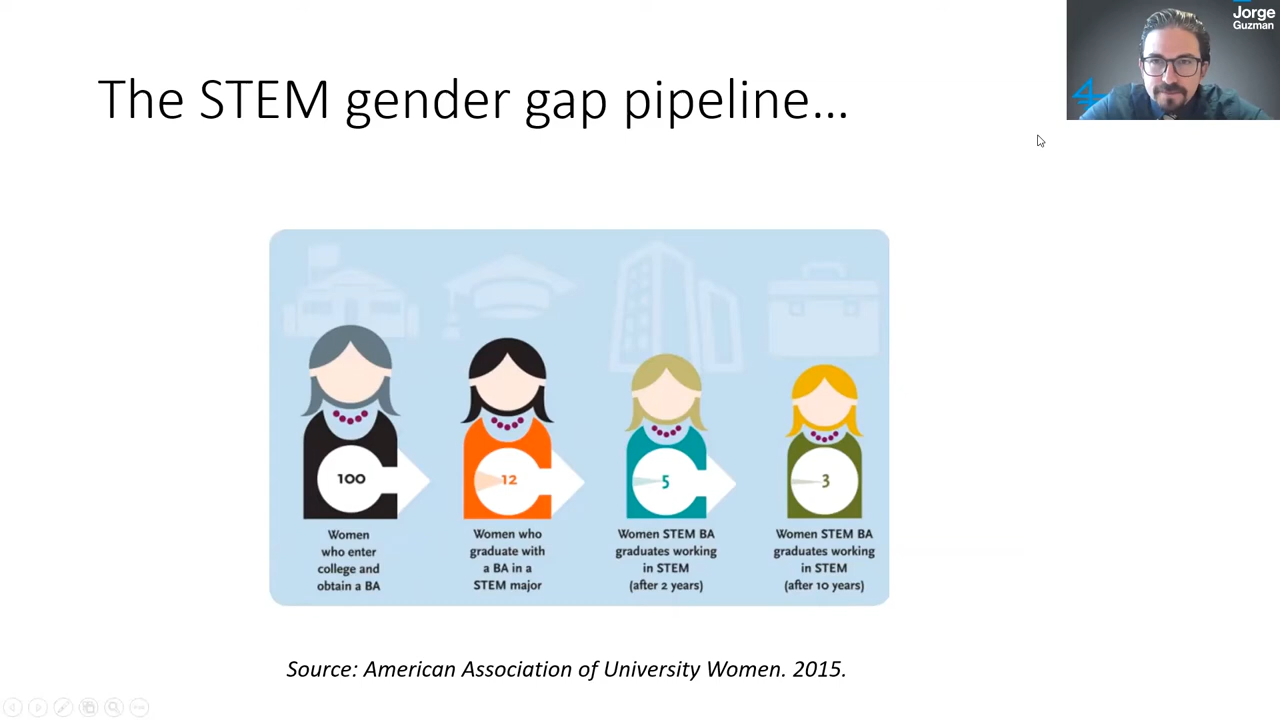 Jorge
Guzman
The STEM gender gap pipeline...
100
12
5
3
Women
who enter
college and
obtain a BA
Women who
graduate with
a BA in a
STEM major
Women STEM BA
graduates working
in STEM
(after 2 years)
Women STEM BA
graduates working
in STEM
(after 10 years)
Source: American Association of University Women. 2015.